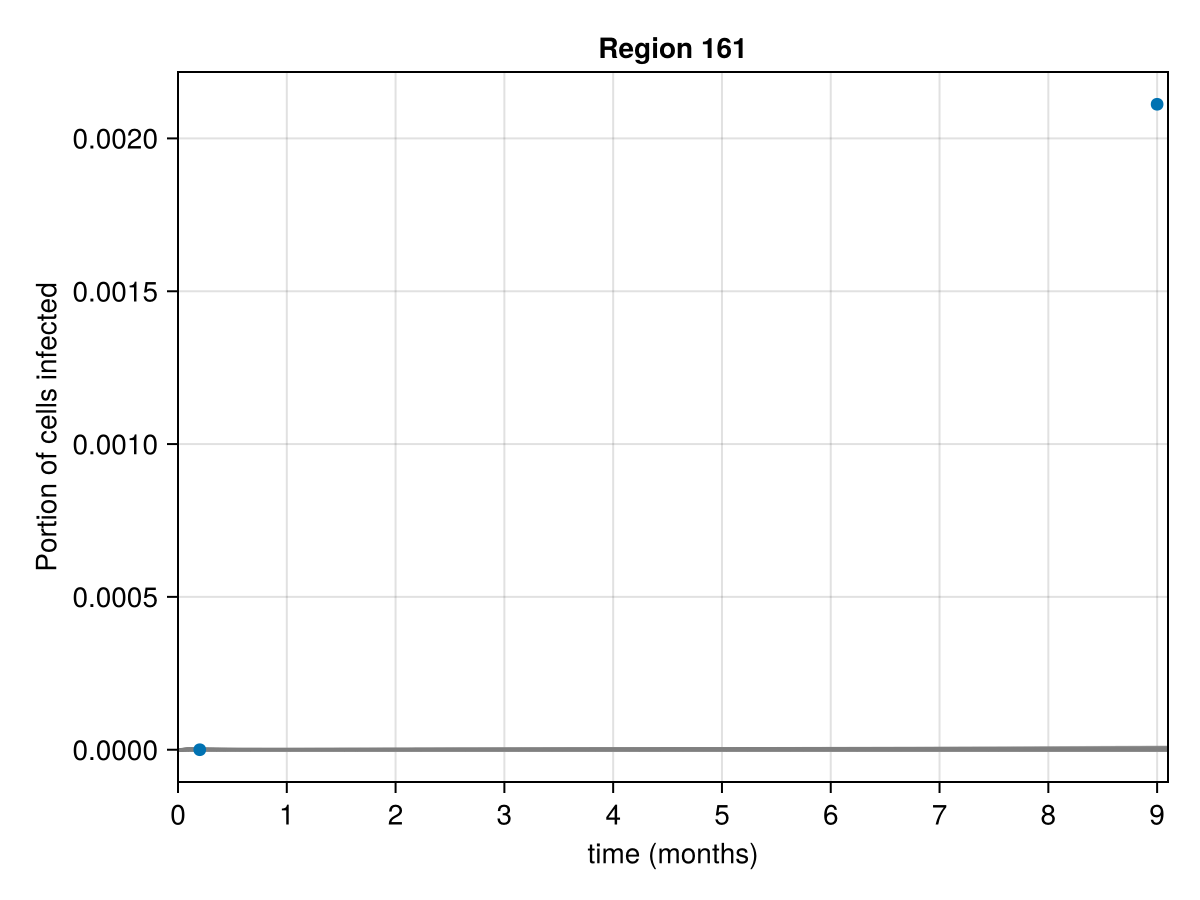 Region 161
Portion of cells infected
0.0020
0.0015
0.0010
0.0005
0.0000
0 1 2 3 4 5 6 7 8 9
time (months)